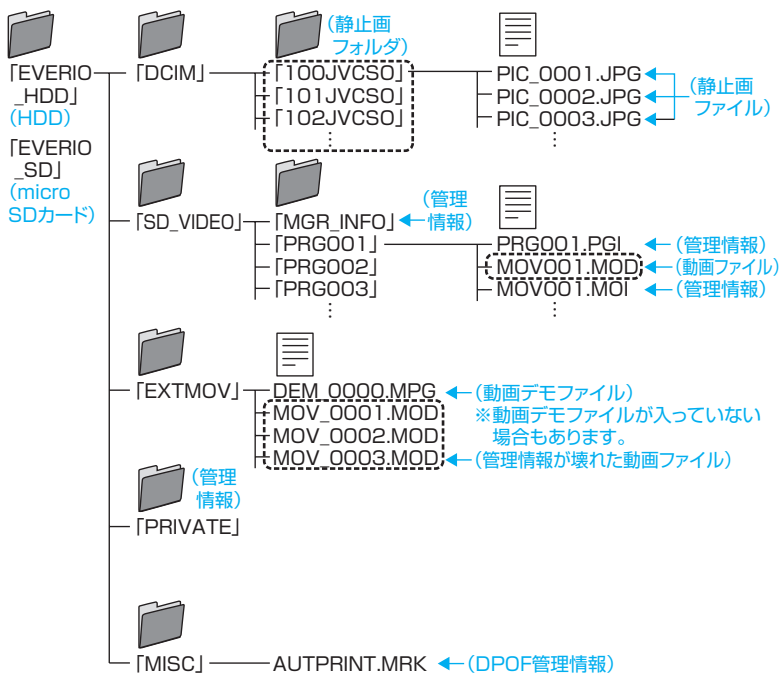 「EVERIO
_HDD」
(HDD)
「EVERIO
_SD」
(micro
SDカード)
「DCIM」
(静止画
フォルダ)
「100JVCSO」
「101JVCSO」
「102JVCSO」
⋮
PIC_0001.JPG
PIC_0002.JPG
PIC_0003.JPG
⋮
(静止画
ファイル)
「SD_VIDEO」
「MGR_INFO」
(管理
情報)
「PRG001」
「PRG002」
「PRG003」
⋮
PRG001.PGI
(管理情報)
MOV001.MOD
(動画ファイル)
MOV001.MOI
(管理情報)
⋮
「EXTMOV」
DEM_0000.MPG
(動画デモファイル)
※動画デモファイルが入っていない
場合もあります。
MOV_0001.MOD
MOV_0002.MOD
MOV_0003.MOD
(管理情報が壊れた動画ファイル)
(管理
情報)
「PRIVATE」
「MISC」
AUTPRINT.MRK
(DPOF管理情報)